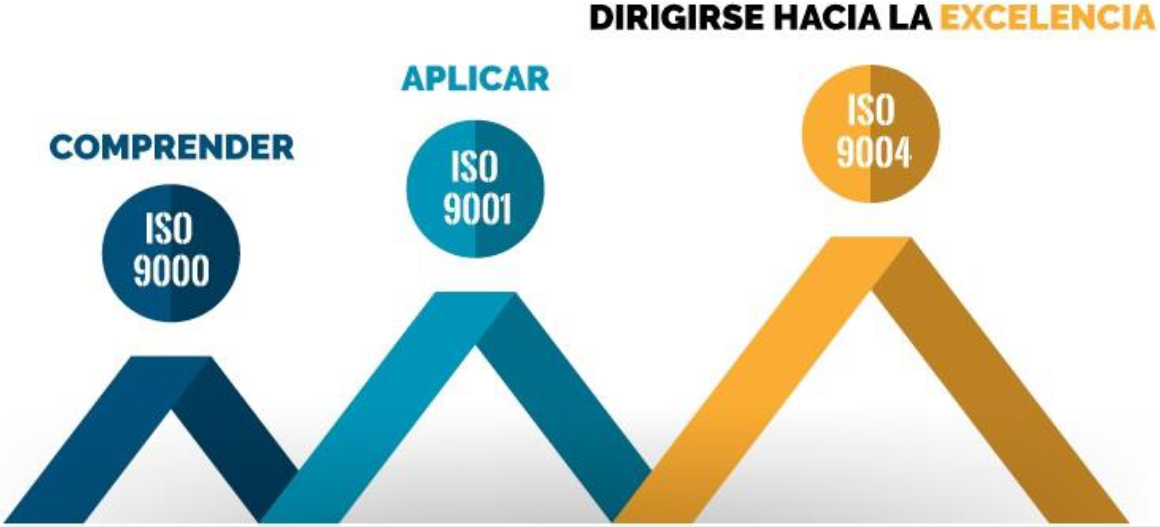 DIRIGIRSE HACIA LA EXCELENCIA
APLICAR
COMPRENDER
ISO
9004
ISO
9001
ISO
9000